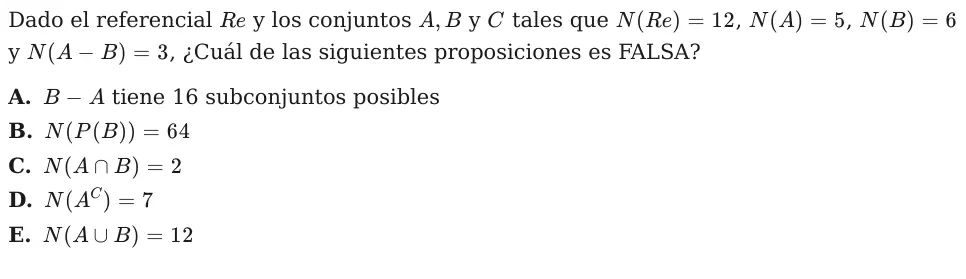 Dado el referencial Re y los conjuntos A, B y C tales que N(Re) = 12, N(A) = 5, N(B) = 6
y N(A − B) = 3, ¿Cuál de las siguientes proposiciones es FALSA?
A. B − A tiene 16 subconjuntos posibles
B. N(P(B)) = 64
C. N(A ∩ B) = 2
D. N(A^C) = 7
E. N(A ∪ B) = 12